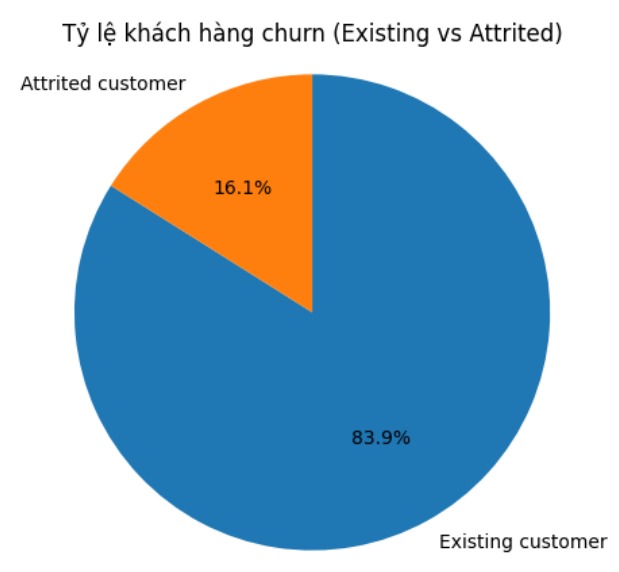 Tỷ lệ khách hàng churn (Existing vs Attrited)
Attrited customer
16.1%
83.9%
Existing customer